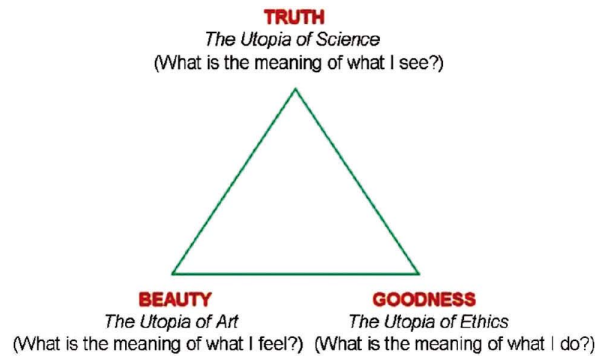 TRUTH
The Utopia of Science
(What is the meaning of what I see?)
BEAUTY
The Utopia of Art
(What is the meaning of what I feel?)
GOODNESS
The Utopia of Ethics
(What is the meaning of what I do?)